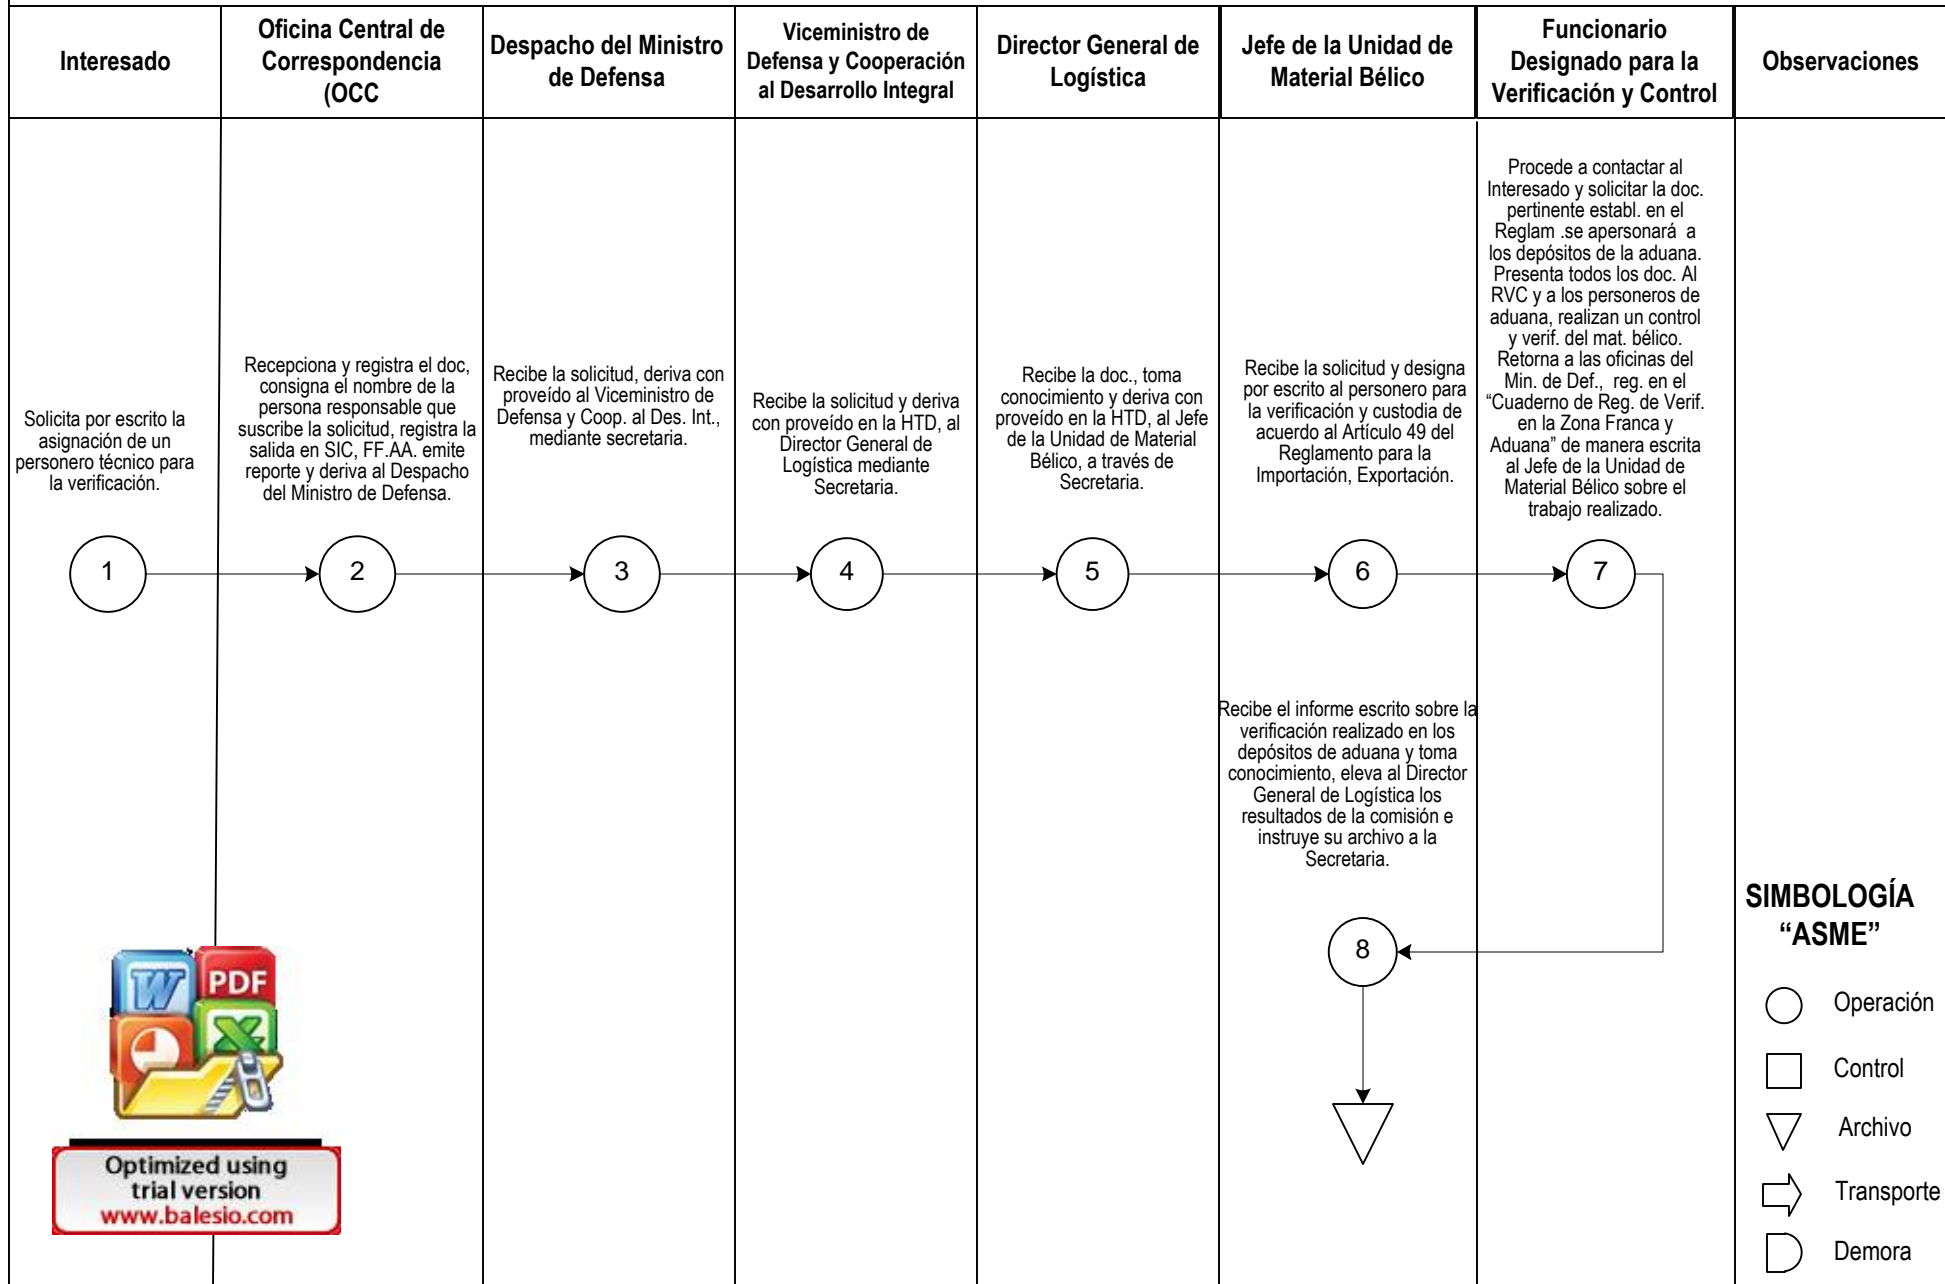 Interesado
Oficina Central de
Correspondencia
(OCC
Despacho del Ministro
de Defensa
Viceministro de
Defensa y Cooperación
al Desarrollo Integral
Director General de
Logística
Jefe de la Unidad de
Material Bélico
Funcionario
Designado para la
Verificación y Control
Observaciones
Solicita por escrito la
asignación de un
personero técnico para
la verificación.
1
Recepciona y registra el doc,
consigna el nombre de la
persona responsable que
suscribe la solicitud, registra la
salida en SIC, FF.AA. emite
reporte y deriva al Despacho
del Ministro de Defensa.
2
Recibe la solicitud, deriva con
proveído al Viceministro de
Defensa y Coop. al Des. Int.,
mediante secretaria.
3
Recibe la solicitud y deriva
con proveído en la HTD, al
Director General de
Logística mediante
Secretaria.
4
Recibe la doc., toma
conocimiento y deriva con
proveído en la HTD, al Jefe
de la Unidad de Material
Bélico, a través de
Secretaria.
5
Recibe la solicitud y designa
por escrito al personero para
la verificación y custodia de
acuerdo al Artículo 49 del
Reglamento para la
Importación, Exportación.
6
Procede a contactar al
Interesado y solicitar la doc.
pertinente establ. en el
Reglam .se apersonará a
los depósitos de la aduana.
Presenta todos los doc. Al
RVC y a los personeros de
aduana, realizan un control
y verif. del mat. bélico.
Retorna a las oficinas del
Min. de Def., reg. en el
“Cuaderno de Reg. de Verif.
en la Zona Franca y
Aduana” de manera escrita
al Jefe de la Unidad de
Material Bélico sobre el
trabajo realizado.
7
Recibe el informe escrito sobre la
verificación realizado en los
depósitos de aduana y toma
conocimiento, eleva al Director
General de Logística los
resultados de la comisión e
instruye su archivo a la
Secretaria.
8
SIMBOLOGÍA
“ASME”
Operación
Control
Archivo
Transporte
Demora
W
PDF
X
Optimized using
trial version
www.balesio.com